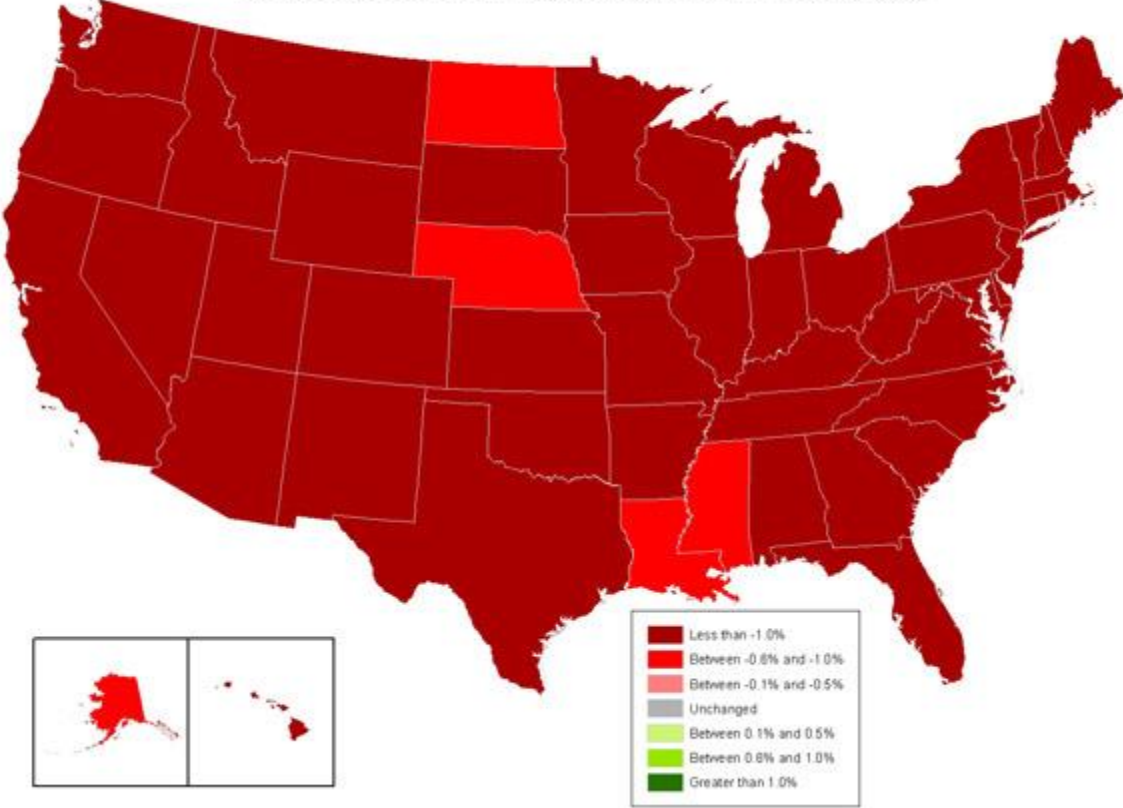 Less than -1.0%
Between -0.6% and -1.0%
Between -0.1% and -0.5%
Unchanged
Between 0.1% and 0.5%
Between 0.6% and 1.0%
Greater than 1.0%